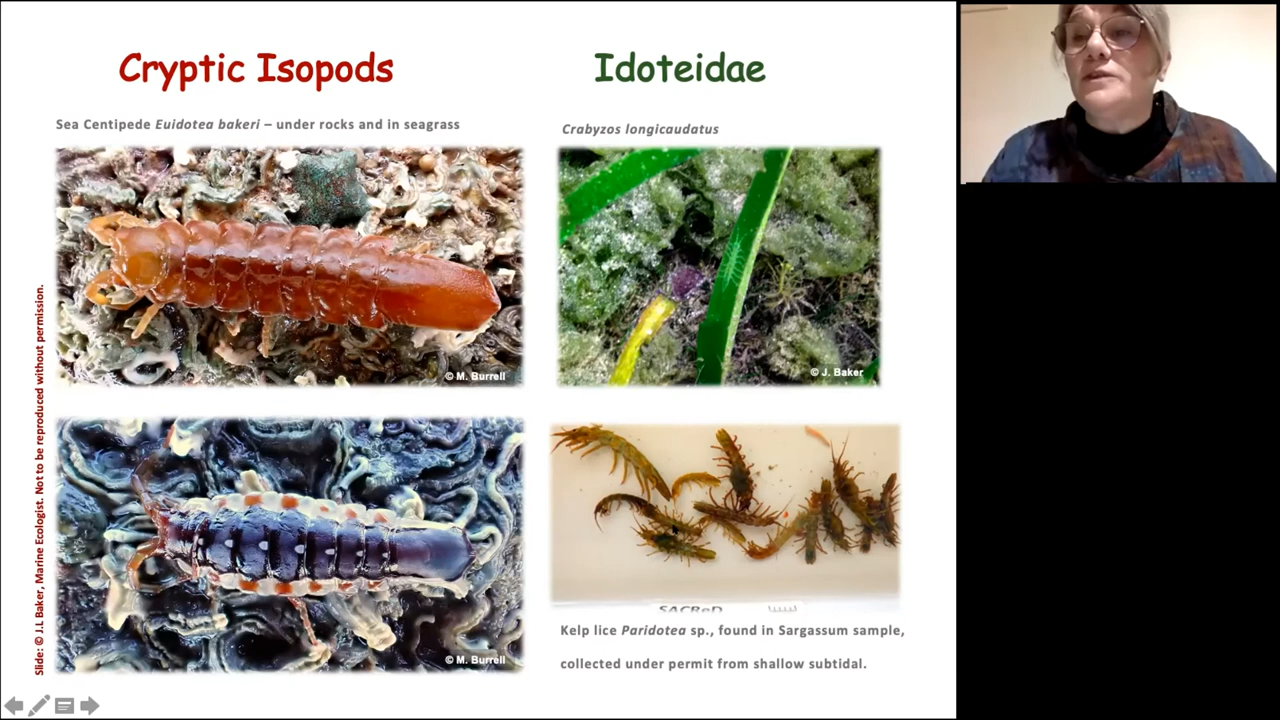 Cryptic Isopods
Idoteidae
Sea Centipede Euidotea bakeri – under rocks and in seagrass
Crabyzos longicaudatus
© M. Burrell
© J. Baker
© M. Burrell
SACReD
Kelp lice Paridotea sp., found in Sargassum sample,
collected under permit from shallow subtidal.
Slide: © J.L Baker, Marine Ecologist. Not to be reproduced without permission.